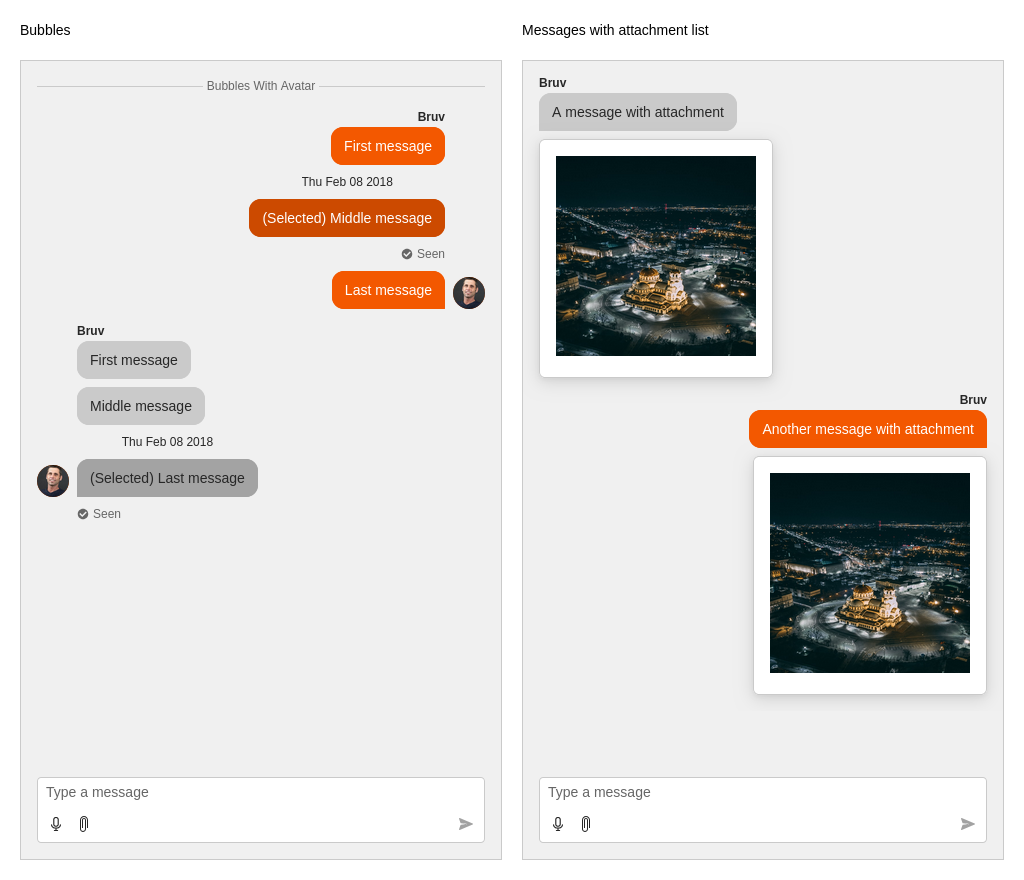 Bubbles
Bubbles With Avatar
Bruv
First message
Thu Feb 08 2018
(Selected) Middle message
Seen
Last message
Bruv
First message
Middle message
Thu Feb 08 2018
(Selected) Last message
Seen
Type a message
Messages with attachment list
Bruv
A message with attachment
Bruv
Another message with attachment
Type a message